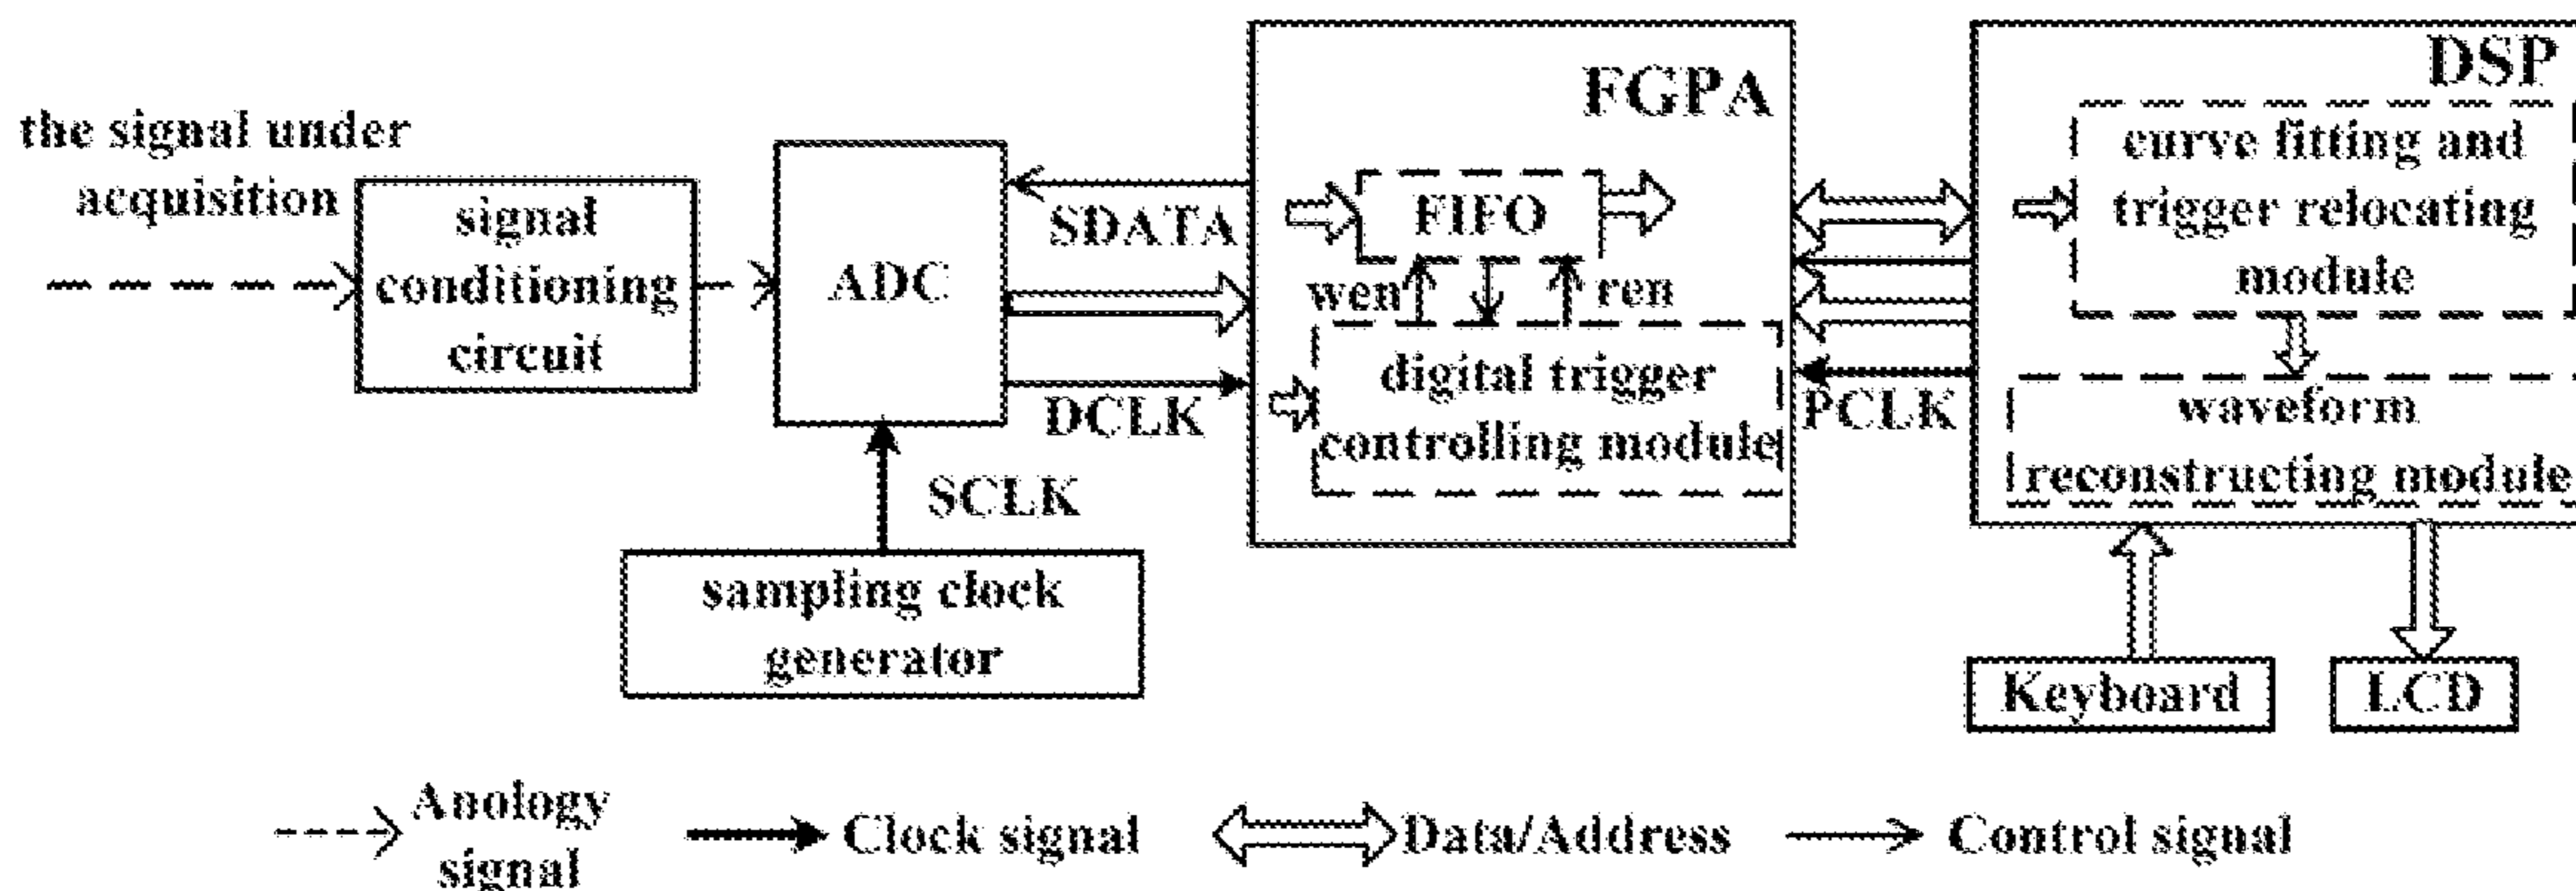 the signal under
acquisition
signal
conditioning
circuit
ADC
SDATA
DCLK
SCLK
sampling clock
generator
FGPA
FIFO
wen
ren
digital trigger
controlling module
PCLK
DSP
curve fitting and
trigger relocating
module
waveform
reconstructing module
Keyboard
LCD
Anology
signal
Clock signal
Data/Address
Control signal